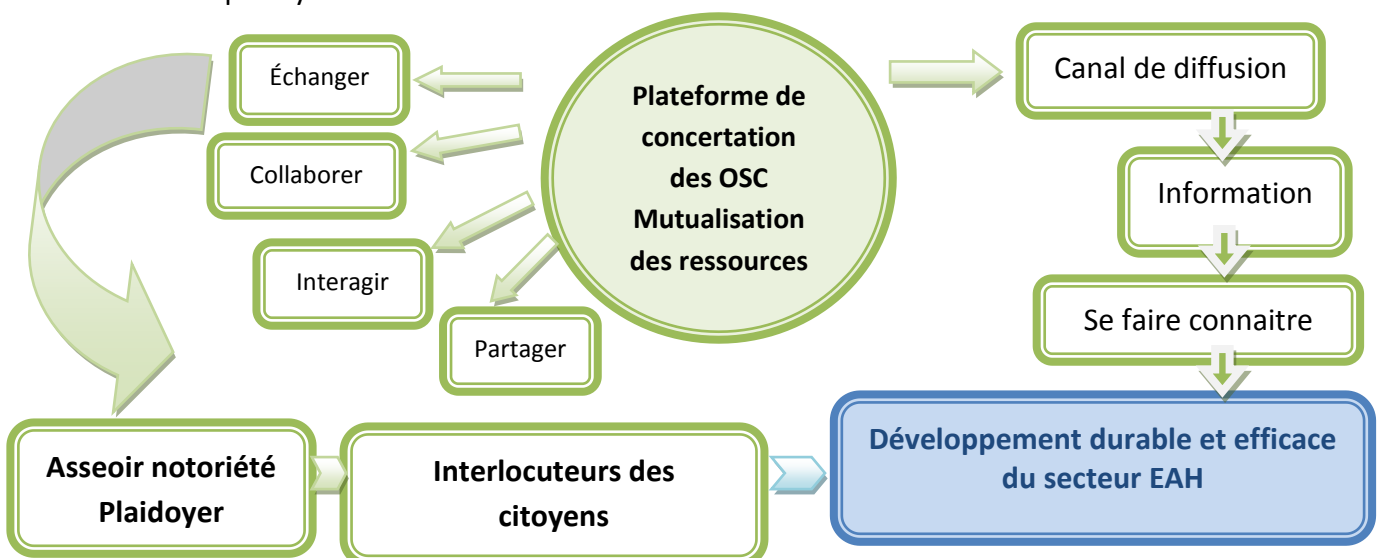 Échanger
Collaborer
Interagir
Partager
Plateforme de
concertation
des OSC
Mutualisation
des ressources
Canal de diffusion
Information
Se faire connaitre
Asseoir notoriété
Plaidoyer
Interlocuteurs des
citoyens
Développement durable et efficace
du secteur EAH